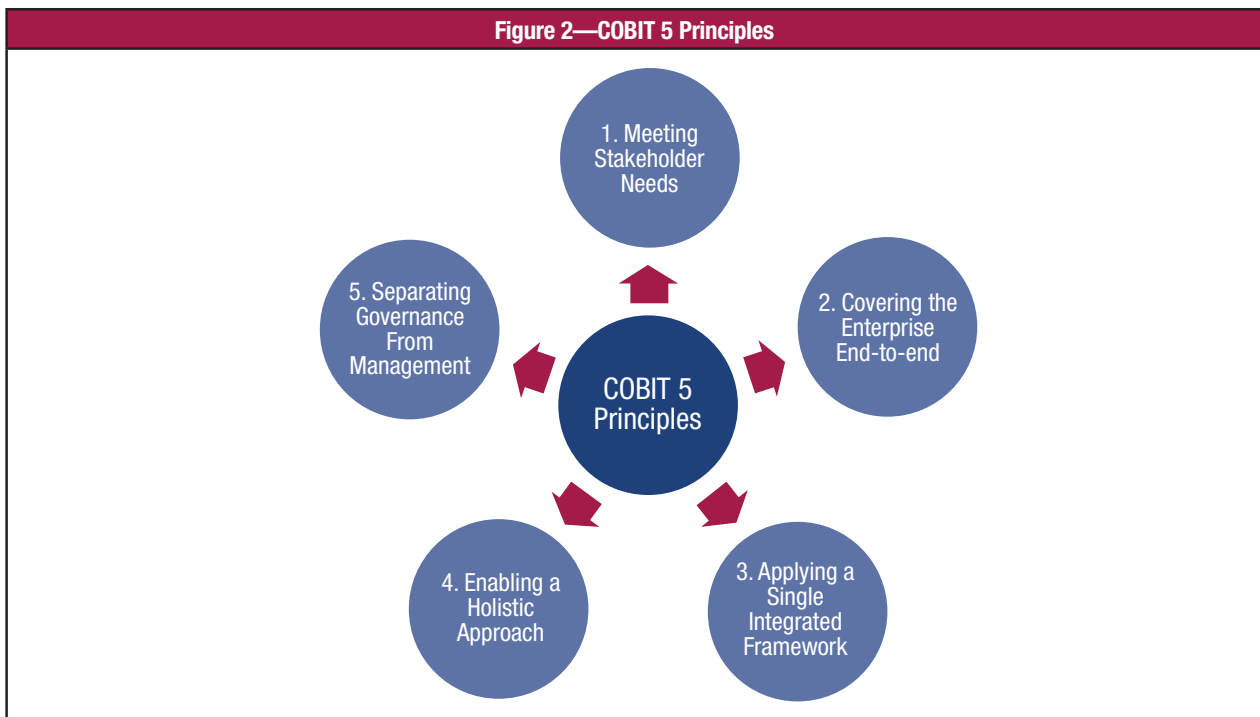 Figure 2—COBIT 5 Principles
1. Meeting
Stakeholder
Needs
2. Covering the
Enterprise
End-to-end
3. Applying a
Single
Integrated
Framework
4. Enabling a
Holistic
Approach
5. Separating
Governance
From
Management
COBIT 5
Principles